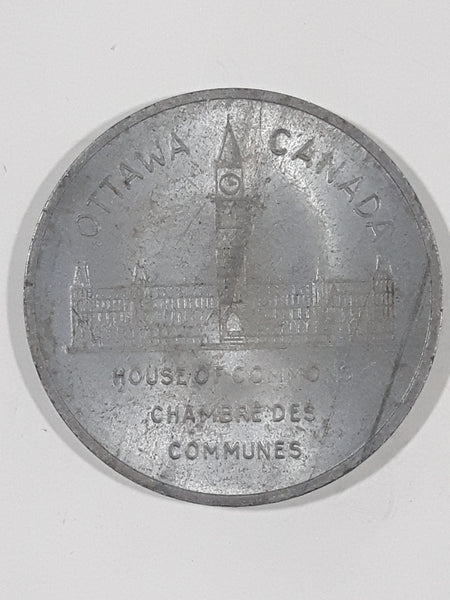 OTTAWA CANADA
HOUSE OF COMMONS
CHAMBRE DES
COMMUNES